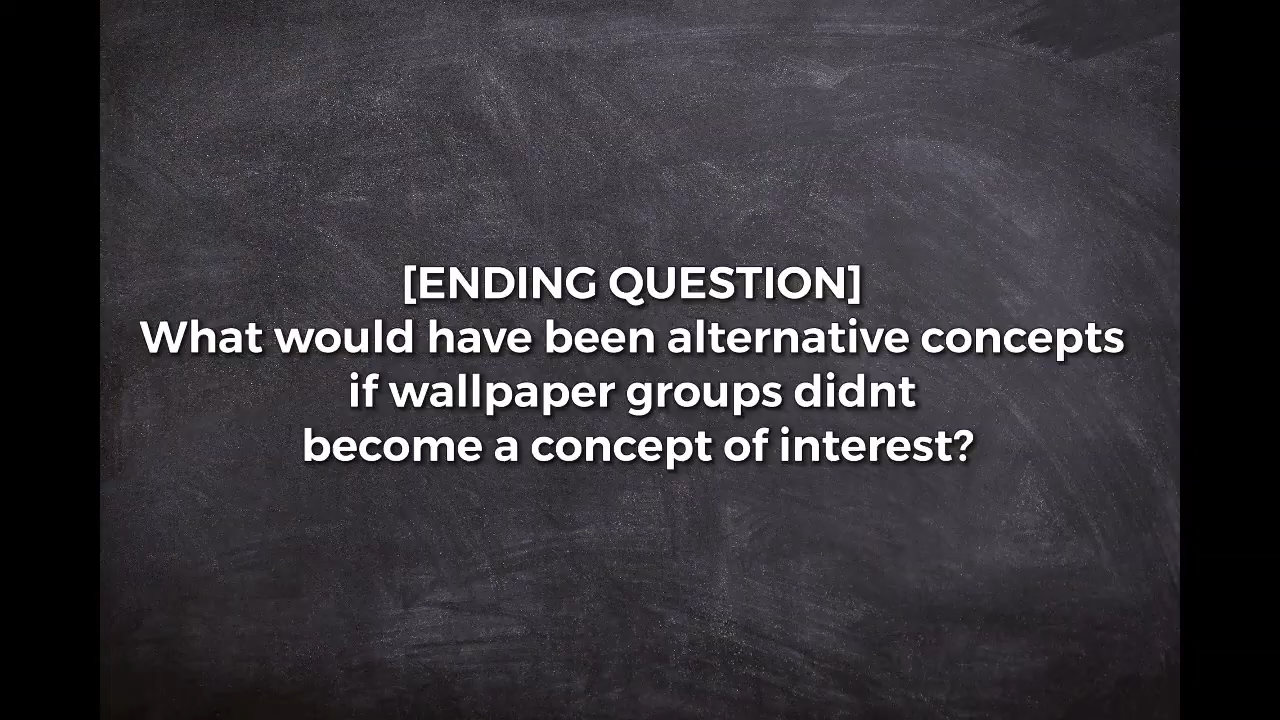 [ENDING QUESTION]
What would have been alternative concepts
if wallpaper groups didnt
become a concept of interest?